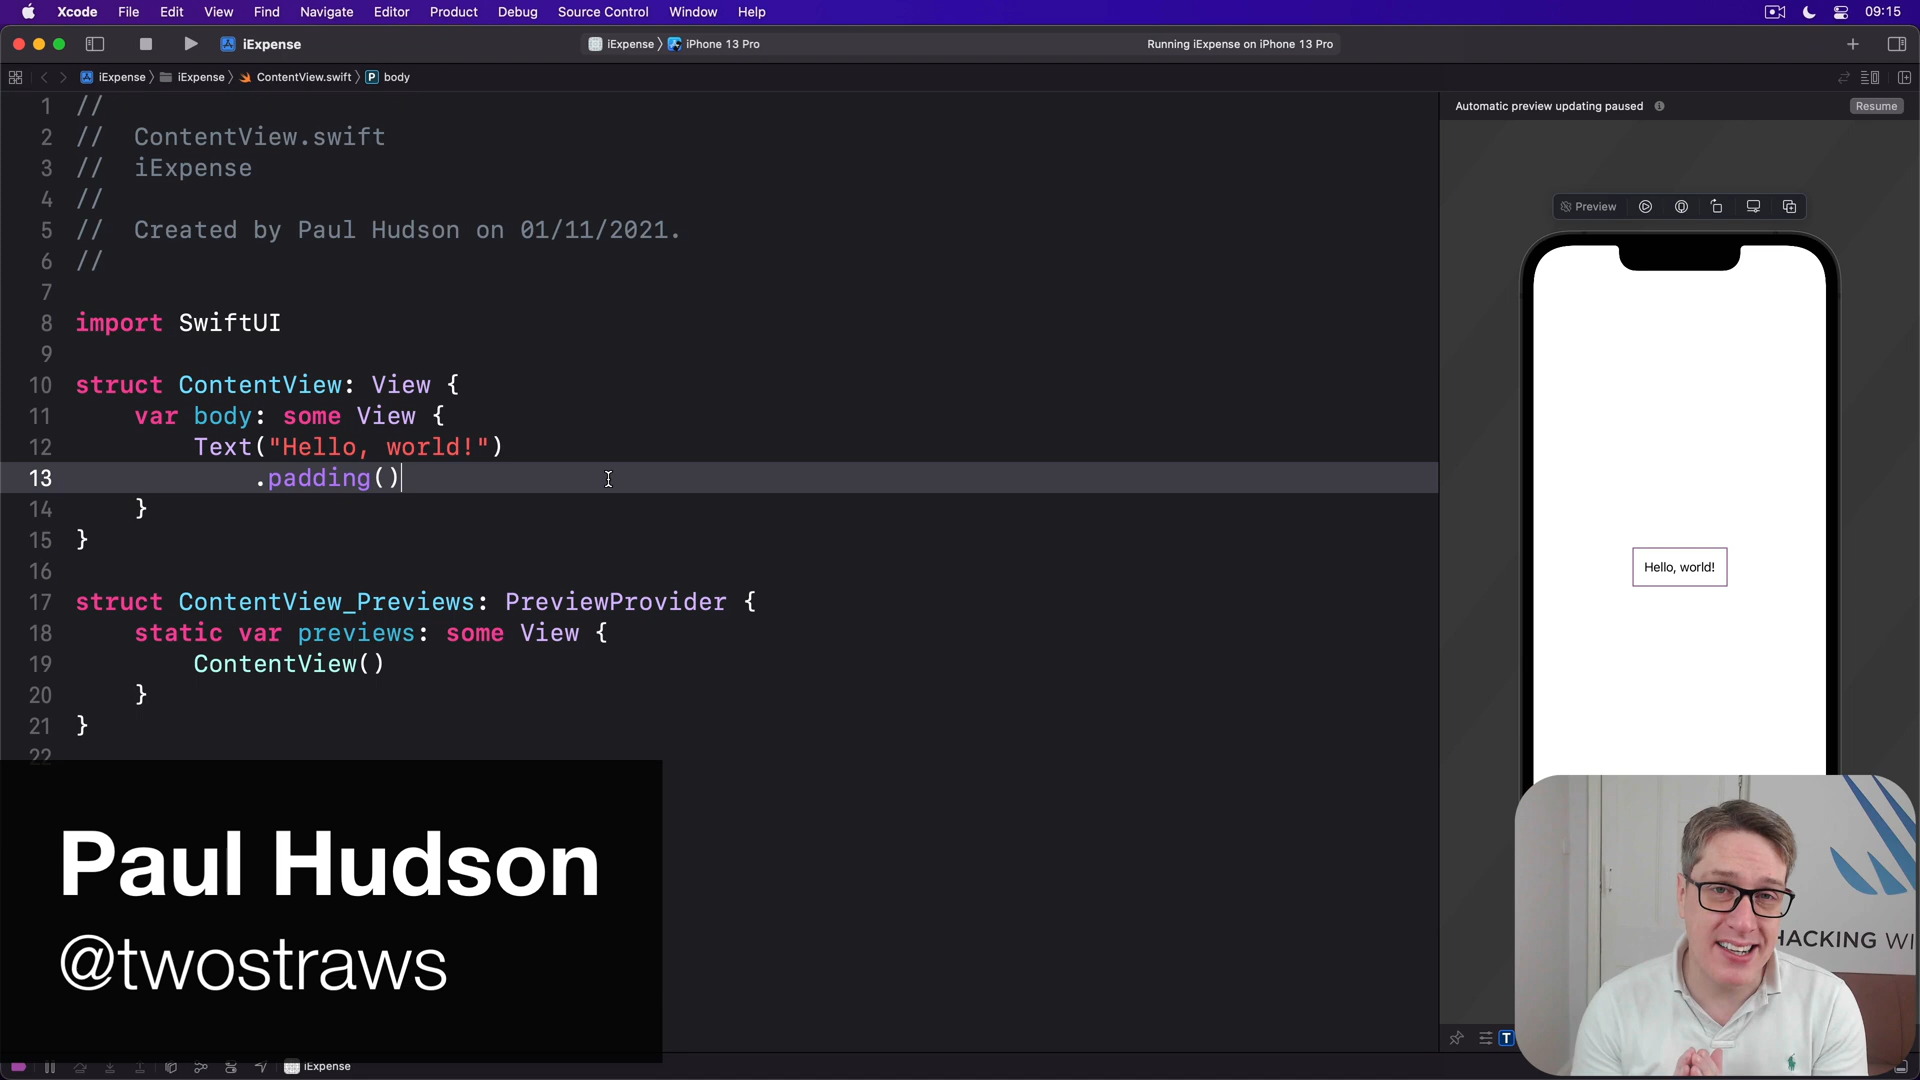 Xcode File Edit View Find Navigate Editor Product Debug Source Control Window Help 09:15
iExpense iExpense iPhone 13 Pro Running iExpense on iPhone 13 Pro
iExpense iExpense ContentView.swift P body
Automatic preview updating paused Resume
1 //
2 //  ContentView.swift
3 //  iExpense
4 //
5 //  Created by Paul Hudson on 01/11/2021.
6 //
7
8 import SwiftUI
9
10 struct ContentView: View {
11     var body: some View {
12         Text("Hello, world!")
13             .padding()
14     }
15 }
16
17 struct ContentView_Previews: PreviewProvider {
18     static var previews: some View {
19         ContentView()
20     }
21 }
22
Preview
Hello, world!
Paul Hudson
@twostraws
HACKING WI
T
iExpense